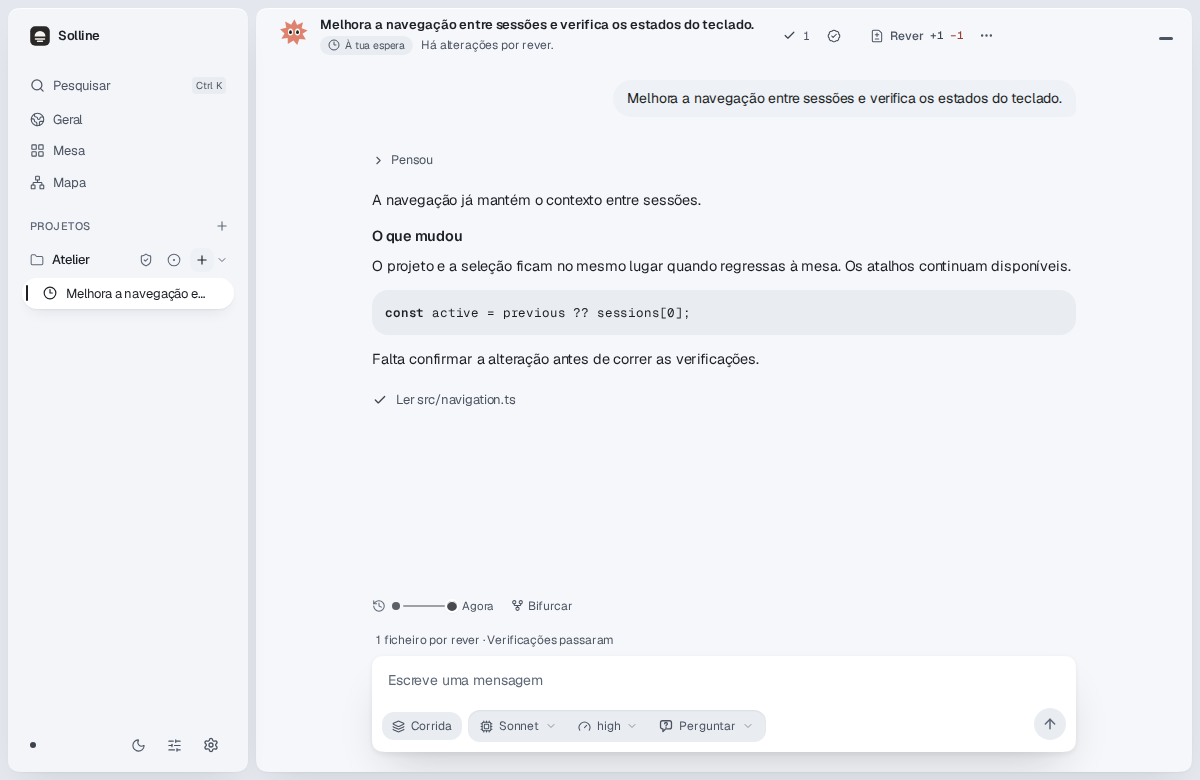 Solline
Pesquisar
Ctrl K
Geral
Mesa
Mapa
PROJETOS
Atelier
Melhora a navegação e…
Melhora a navegação entre sessões e verifica os estados do teclado.
À tua espera
Há alterações por rever.
1
Rever +1 −1
Melhora a navegação entre sessões e verifica os estados do teclado.
Pensou
A navegação já mantém o contexto entre sessões.
O que mudou
O projeto e a seleção ficam no mesmo lugar quando regressas à mesa. Os atalhos continuam disponíveis.
const active = previous ?? sessions[0];
Falta confirmar a alteração antes de correr as verificações.
Ler src/navigation.ts
Agora
Bifurcar
1 ficheiro por rever · Verificações passaram
Escreve uma mensagem
Corrida
Sonnet
high
Perguntar